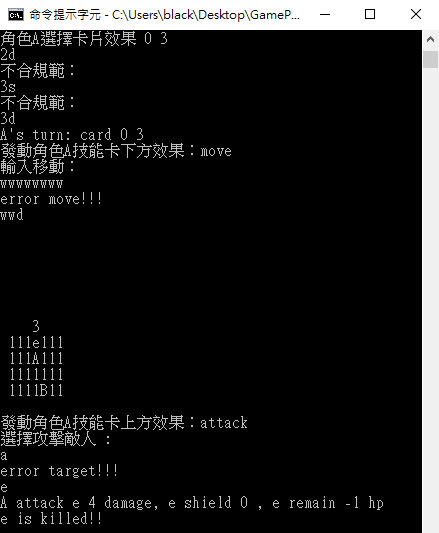 命令提示字元 - C:\Users\black\Desktop\GameP...
角色A選擇卡片效果 0 3
2d
不合規範：
3s
不合規範：
3d
A's turn: card 0 3
發動角色A技能卡下方效果：move
輸入移動：
wwwwwwww
error move!!!
wwd
3
111e111
111A111
1111111
1111B11
發動角色A技能卡上方效果：attack
選擇攻擊敵人 :
a
error target!!!
e
A attack e 4 damage, e shield 0 , e remain -1 hp
e is killed!!